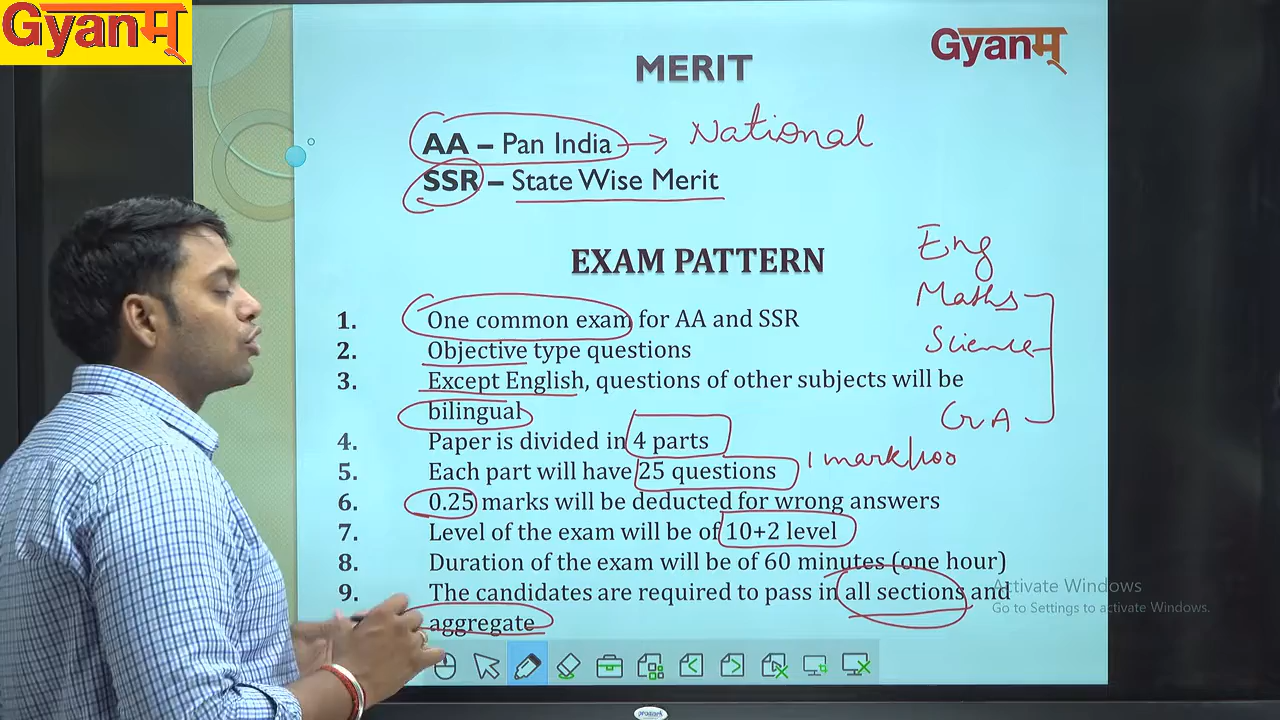 Gyanम्
Gyanम्
MERIT
AA – Pan India → National
SSR – State Wise Merit
EXAM PATTERN
Eng
Maths
Science
GA
1. One common exam for AA and SSR
2. Objective type questions
3. Except English, questions of other subjects will be
bilingual
4. Paper is divided in 4 parts
5. Each part will have 25 questions
1 mark/100
6. 0.25 marks will be deducted for wrong answers
7. Level of the exam will be of 10+2 level
8. Duration of the exam will be of 60 minutes (one hour)
9. The candidates are required to pass in all sections and
aggregate
Activate Windows
Go to Settings to activate Windows.